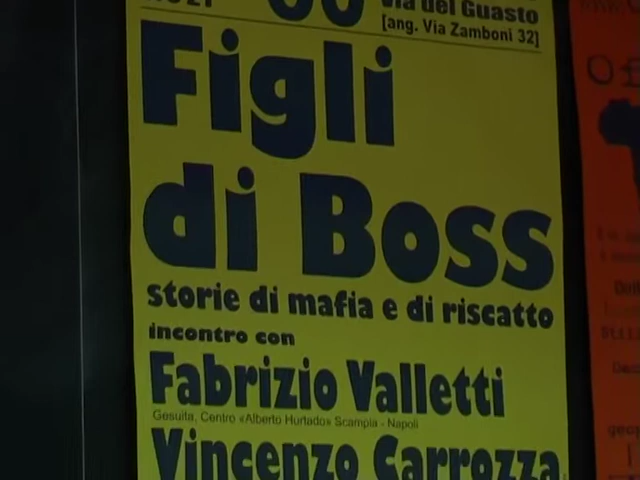 via del Guasto
[ang. Via Zamboni 32]
Figli
di Boss
storie di mafia e di riscatto
incontro con
Fabrizio Valletti
Gesuita, Centro «Alberto Hurtado» Scampia - Napoli
Vincenzo Carrozza
Of